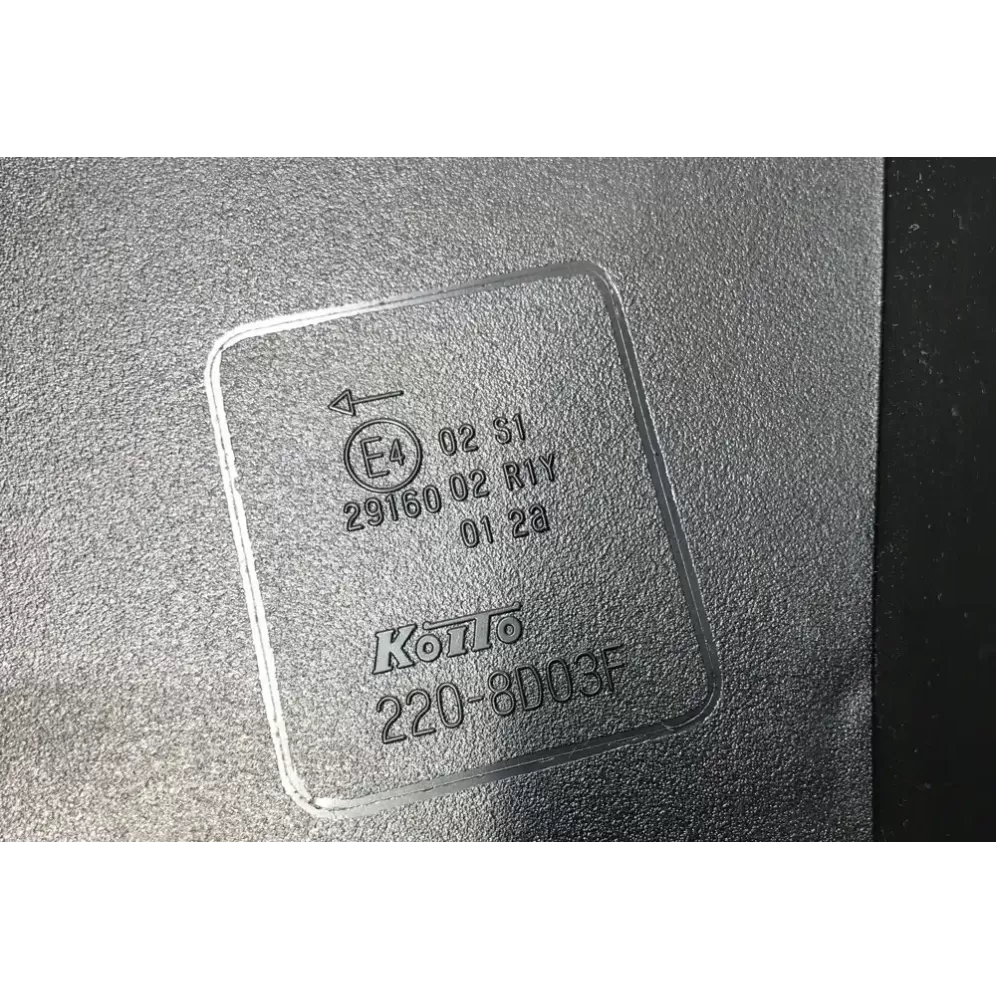 E4 02 S1
29160 02 R1Y
01 2a
KOITO
220-8D03F